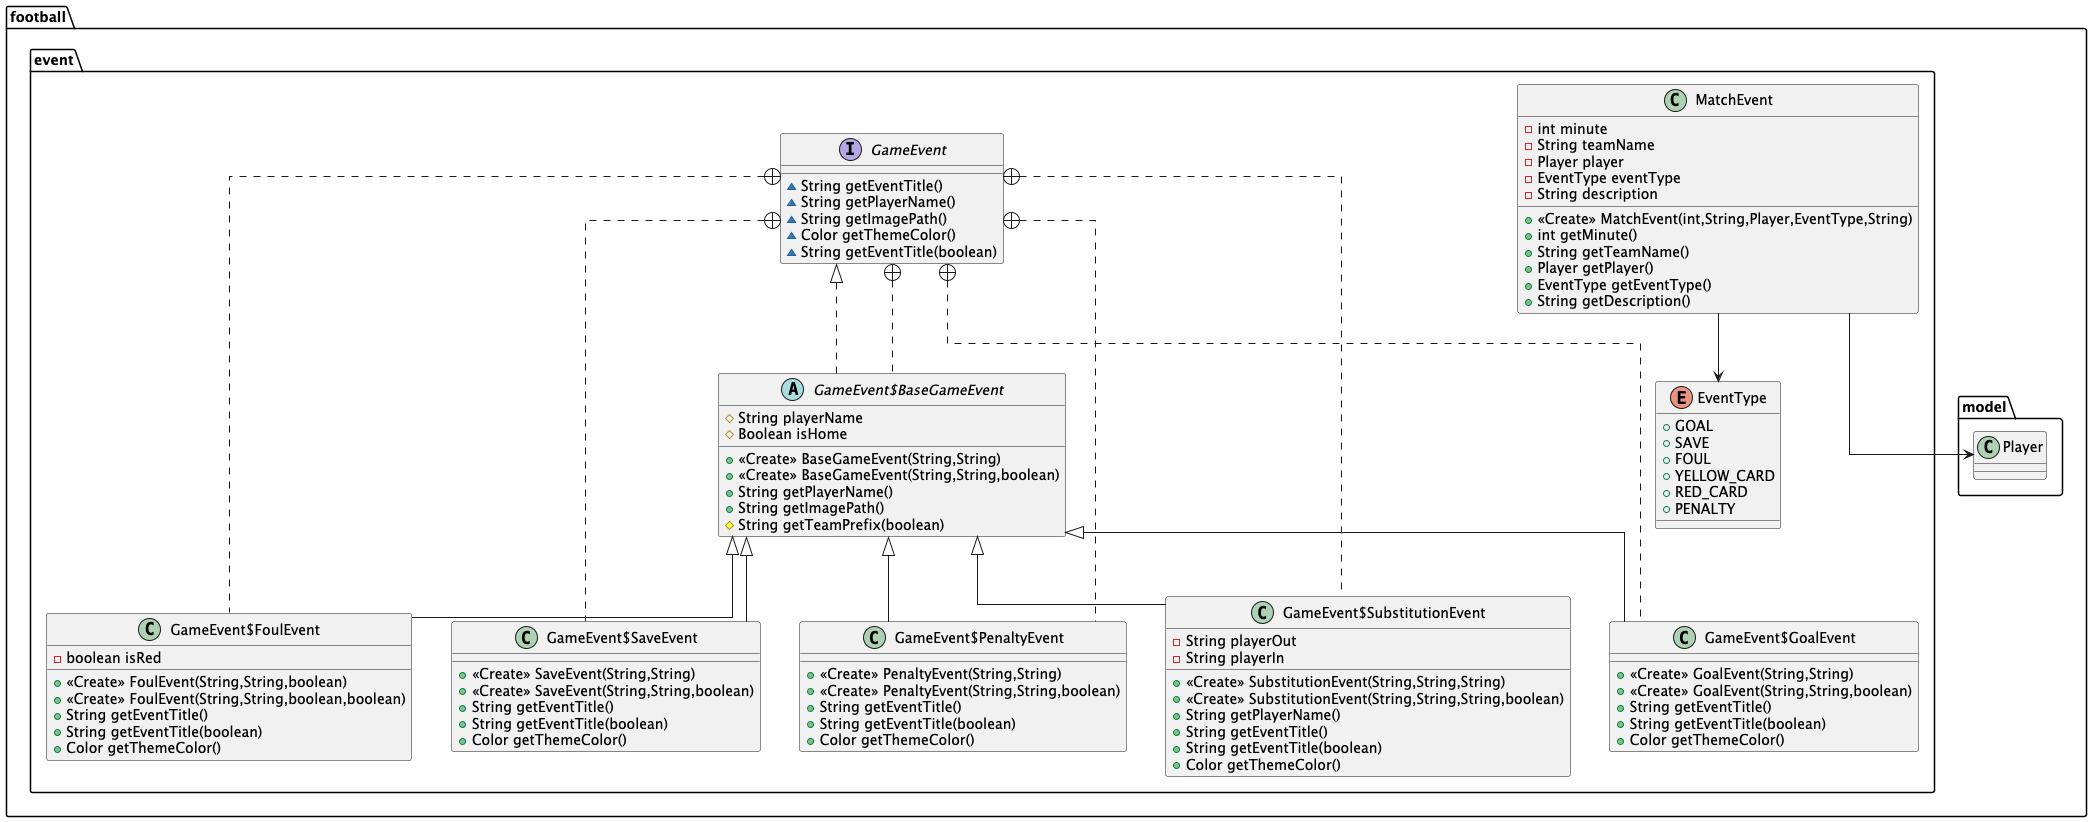 football
event
C MatchEvent
int minute
String teamName
Player player
EventType eventType
String description
«Create» MatchEvent(int,String,Player,EventType,String)
int getMinute()
String getTeamName()
Player getPlayer()
EventType getEventType()
String getDescription()
I GameEvent
String getEventTitle()
String getPlayerName()
String getImagePath()
Color getThemeColor()
String getEventTitle(boolean)
A GameEvent$BaseGameEvent
String playerName
Boolean isHome
«Create» BaseGameEvent(String,String)
«Create» BaseGameEvent(String,String,boolean)
String getPlayerName()
String getImagePath()
String getTeamPrefix(boolean)
E EventType
GOAL
SAVE
FOUL
YELLOW_CARD
RED_CARD
PENALTY
model
C Player
C GameEvent$FoulEvent
boolean isRed
«Create» FoulEvent(String,String,boolean)
«Create» FoulEvent(String,String,boolean,boolean)
String getEventTitle()
String getEventTitle(boolean)
Color getThemeColor()
C GameEvent$SaveEvent
«Create» SaveEvent(String,String)
«Create» SaveEvent(String,String,boolean)
String getEventTitle()
String getEventTitle(boolean)
Color getThemeColor()
C GameEvent$PenaltyEvent
«Create» PenaltyEvent(String,String)
«Create» PenaltyEvent(String,String,boolean)
String getEventTitle()
String getEventTitle(boolean)
Color getThemeColor()
C GameEvent$SubstitutionEvent
String playerOut
String playerIn
«Create» SubstitutionEvent(String,String,String)
«Create» SubstitutionEvent(String,String,String,boolean)
String getPlayerName()
String getEventTitle()
String getEventTitle(boolean)
Color getThemeColor()
C GameEvent$GoalEvent
«Create» GoalEvent(String,String)
«Create» GoalEvent(String,String,boolean)
String getEventTitle()
String getEventTitle(boolean)
Color getThemeColor()